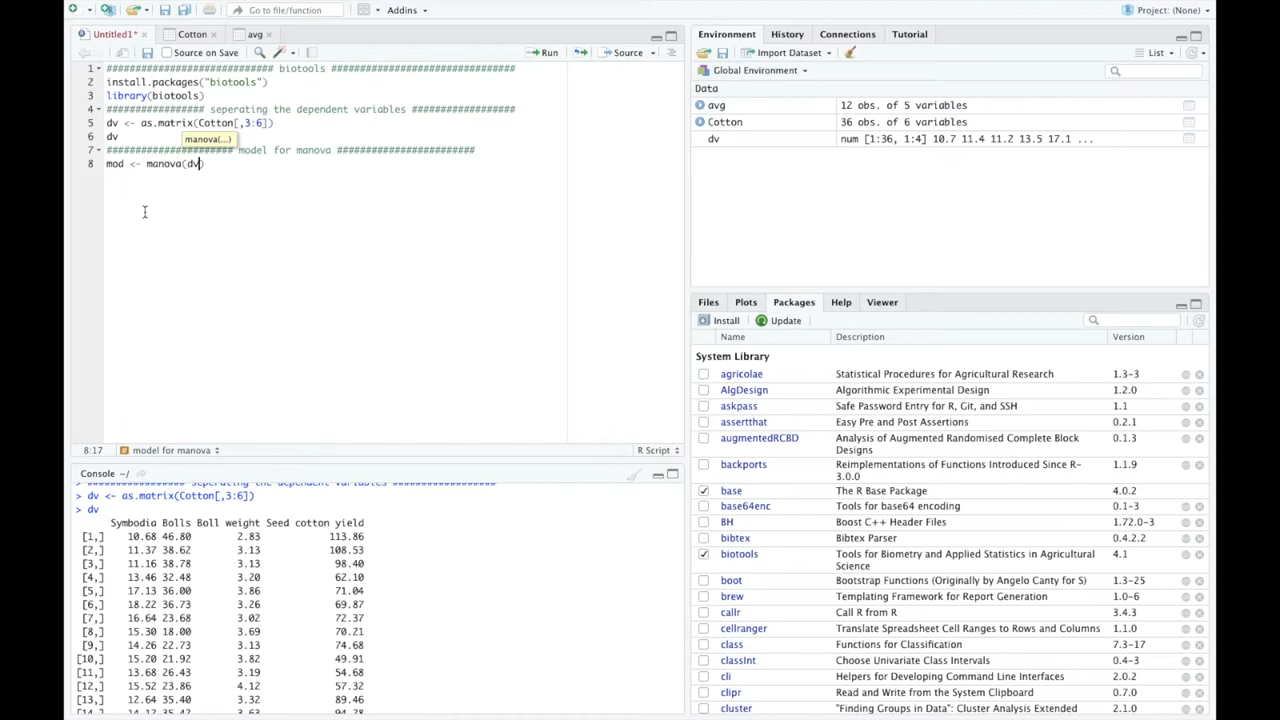 Go to file/function
Addins
Project: (None)
Untitled1*
Cotton
avg
Source on Save
Run
Source
1 ############################# biotools ################################
2 install.packages("biotools")
3 library(biotools)
4 ################# seperating the dependent variables ##################
5 dv <- as.matrix(Cotton[,3:6])
6 dv
manova(...)
7 ###################### model for manova ########################
8 mod <- manova(dv)
8:17
model for manova
R Script
Console ~/
> ################# seperating the dependent variables ##################
> dv <- as.matrix(Cotton[,3:6])
> dv
Symbodia Bolls Boll weight Seed cotton yield
[1,] 10.68 46.80 2.83 113.86
[2,] 11.37 38.62 3.13 108.53
[3,] 11.16 38.78 3.13 98.40
[4,] 13.46 32.48 3.20 62.10
[5,] 17.13 36.00 3.86 71.04
[6,] 18.22 36.73 3.26 69.87
[7,] 16.64 23.68 3.02 72.37
[8,] 15.30 18.00 3.69 70.21
[9,] 14.26 22.73 3.13 74.68
[10,] 15.20 21.92 3.82 49.91
[11,] 13.68 26.43 3.19 54.68
[12,] 15.52 23.86 4.12 57.32
[13,] 12.64 35.40 3.32 89.46
Environment History Connections Tutorial
Import Dataset
List
Global Environment
Data
avg 12 obs. of 5 variables
Cotton 36 obs. of 6 variables
dv num [1:36, 1:4] 10.7 11.4 11.2 13.5 17.1 ...
Files Plots Packages Help Viewer
Install Update
Name Description Version
System Library
agricolae Statistical Procedures for Agricultural Research 1.3-3
AlgDesign Algorithmic Experimental Design 1.2.0
askpass Safe Password Entry for R, Git, and SSH 1.1
assertthat Easy Pre and Post Assertions 0.2.1
augmentedRCBD Analysis of Augmented Randomised Complete Block 0.1.3
Designs
backports Reimplementations of Functions Introduced Since R- 1.1.9
3.0.0
base The R Base Package 4.0.2
base64enc Tools for base64 encoding 0.1-3
BH Boost C++ Header Files 1.72.0-3
bibtex Bibtex Parser 0.4.2.2
biotools Tools for Biometry and Applied Statistics in Agricultural 4.1
Science
boot Bootstrap Functions (Originally by Angelo Canty for S) 1.3-25
brew Templating Framework for Report Generation 1.0-6
callr Call R from R 3.4.3
cellranger Translate Spreadsheet Cell Ranges to Rows and Columns 1.1.0
class Functions for Classification 7.3-17
classInt Choose Univariate Class Intervals 0.4-3
cli Helpers for Developing Command Line Interfaces 2.0.2
clipr Read and Write from the System Clipboard 0.7.0
cluster "Finding Groups in Data": Cluster Analysis Extended 2.1.0